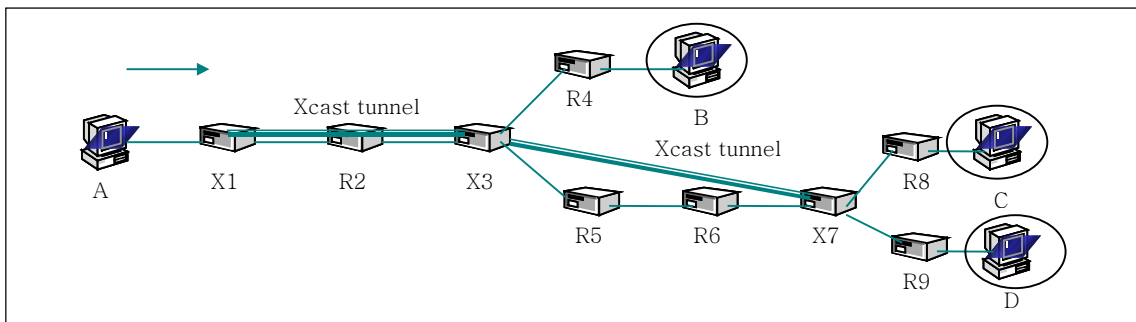 Xcast tunnel
R4
B
Xcast tunnel
A
X1
R2
X3
R8
C
R5
R6
X7
R9
D